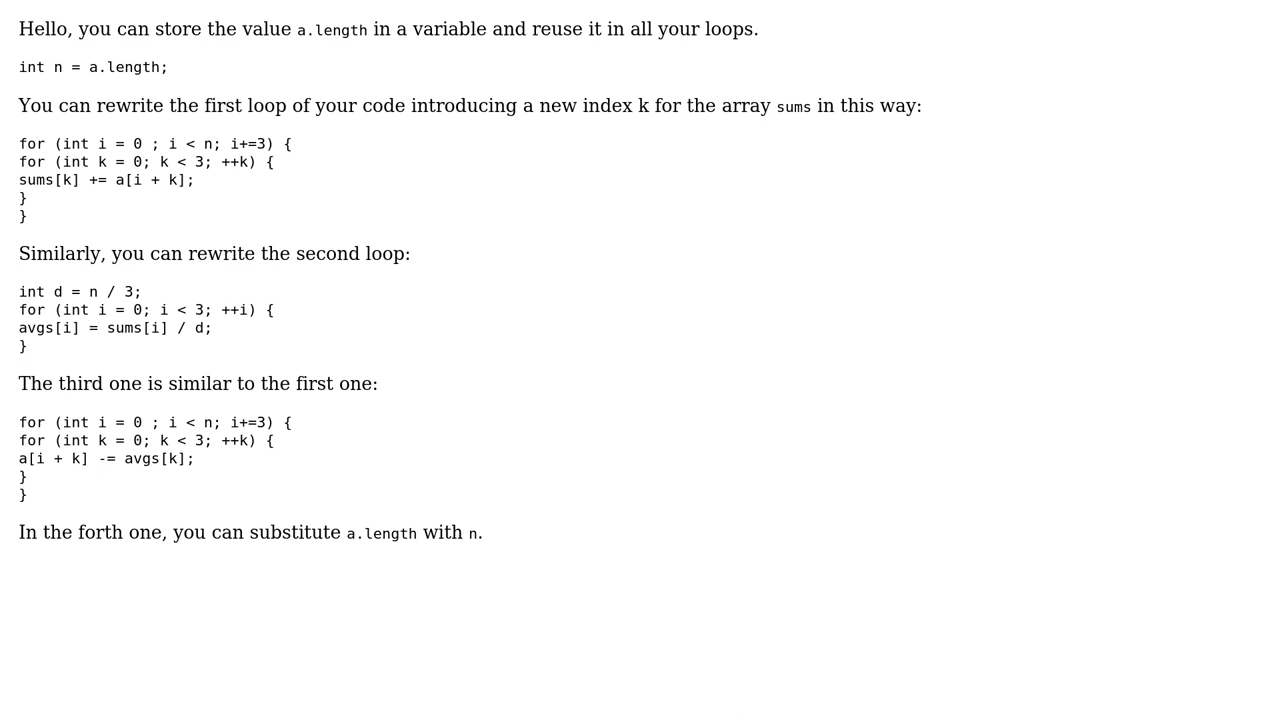 Hello, you can store the value a.length in a variable and reuse it in all your loops.
int n = a.length;
You can rewrite the first loop of your code introducing a new index k for the array sums in this way:
for (int i = 0 ; i < n; i+=3) {
for (int k = 0; k < 3; ++k) {
sums[k] += a[i + k];
}
}
Similarly, you can rewrite the second loop:
int d = n / 3;
for (int i = 0; i < 3; ++i) {
avgs[i] = sums[i] / d;
}
The third one is similar to the first one:
for (int i = 0 ; i < n; i+=3) {
for (int k = 0; k < 3; ++k) {
a[i + k] -= avgs[k];
}
}
In the forth one, you can substitute a.length with n.